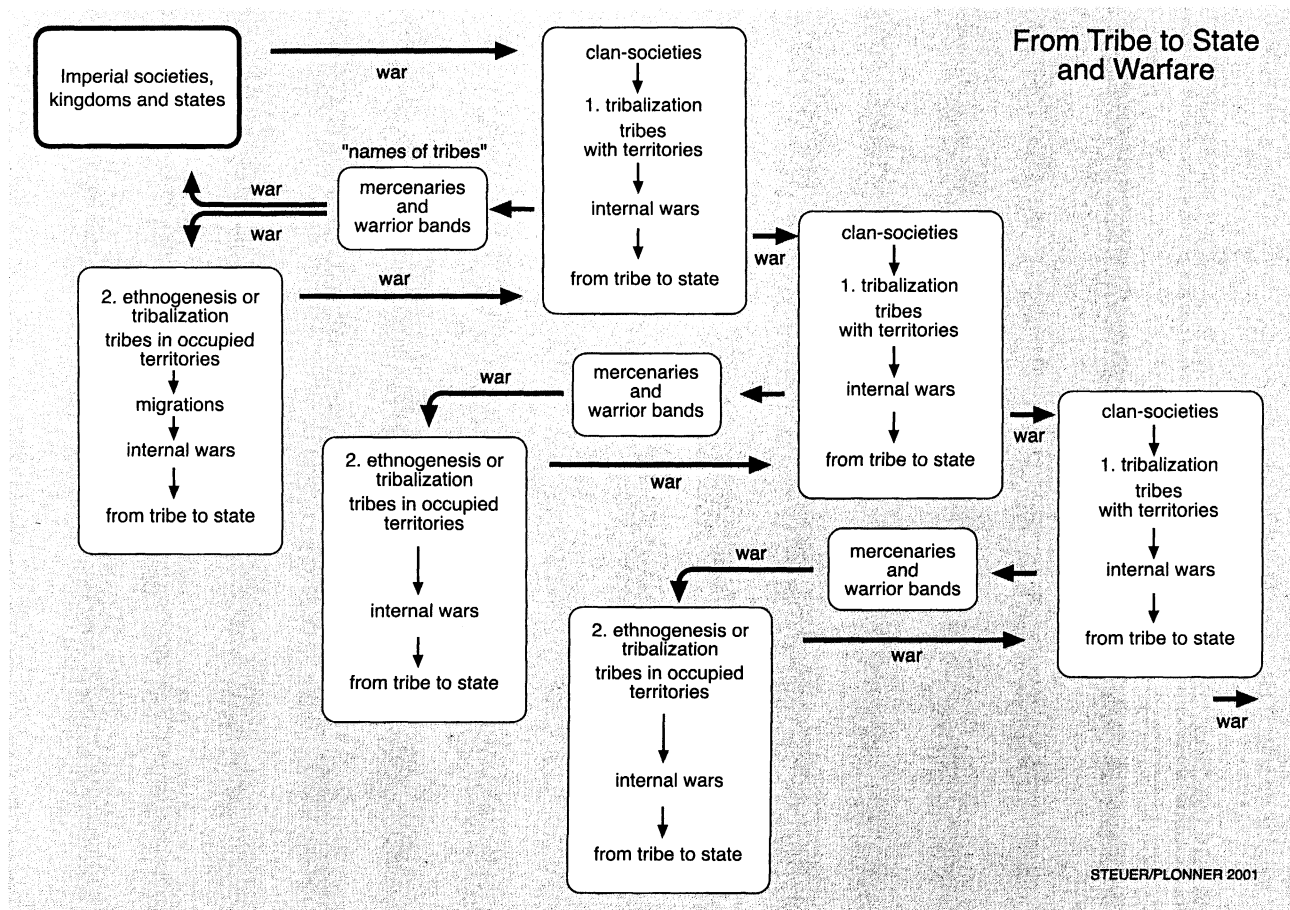 From Tribe to State
and Warfare
Imperial societies,
kingdoms and states
war
clan-societies
1. tribalization
tribes
with territories
internal wars
from tribe to state
"names of tribes"
mercenaries
and
warrior bands
war
war
2. ethnogenesis or
tribalization
tribes in occupied
territories
migrations
internal wars
from tribe to state
war
war
clan-societies
1. tribalization
tribes
with territories
internal wars
from tribe to state
mercenaries
and
warrior bands
war
2. ethnogenesis or
tribalization
tribes in occupied
territories
internal wars
from tribe to state
war
war
clan-societies
1. tribalization
tribes
with territories
internal wars
from tribe to state
mercenaries
and
warrior bands
war
2. ethnogenesis or
tribalization
tribes in occupied
territories
internal wars
from tribe to state
war
war
STEUER/PLONNER 2001